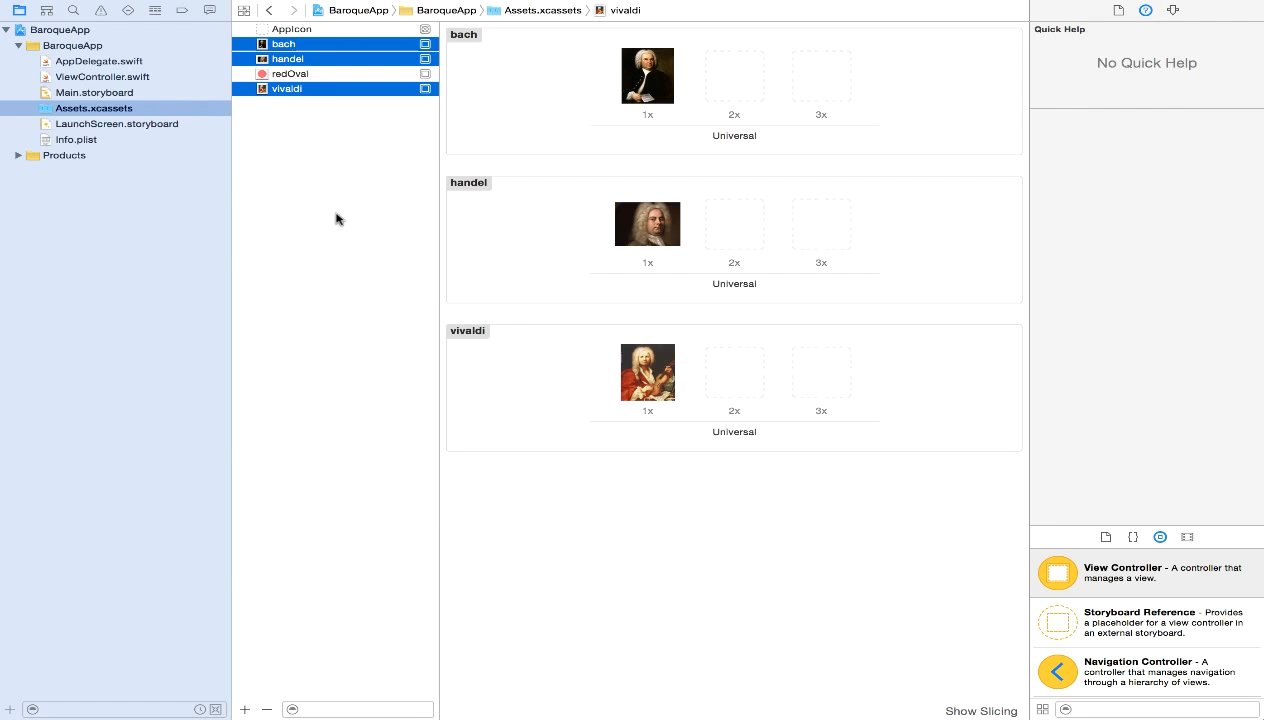 BaroqueApp BaroqueApp Assets.xcassets vivaldi
BaroqueApp
BaroqueApp
AppDelegate.swift
ViewController.swift
Main.storyboard
Assets.xcassets
LaunchScreen.storyboard
Info.plist
Products
AppIcon
bach
handel
redOval
vivaldi
bach
1x 2x 3x
Universal
handel
1x 2x 3x
Universal
vivaldi
1x 2x 3x
Universal
Show Slicing
Quick Help
No Quick Help
View Controller - A controller that
manages a view.
Storyboard Reference - Provides
a placeholder for a view controller in
an external storyboard.
Navigation Controller - A
controller that manages navigation
through a hierarchy of views.